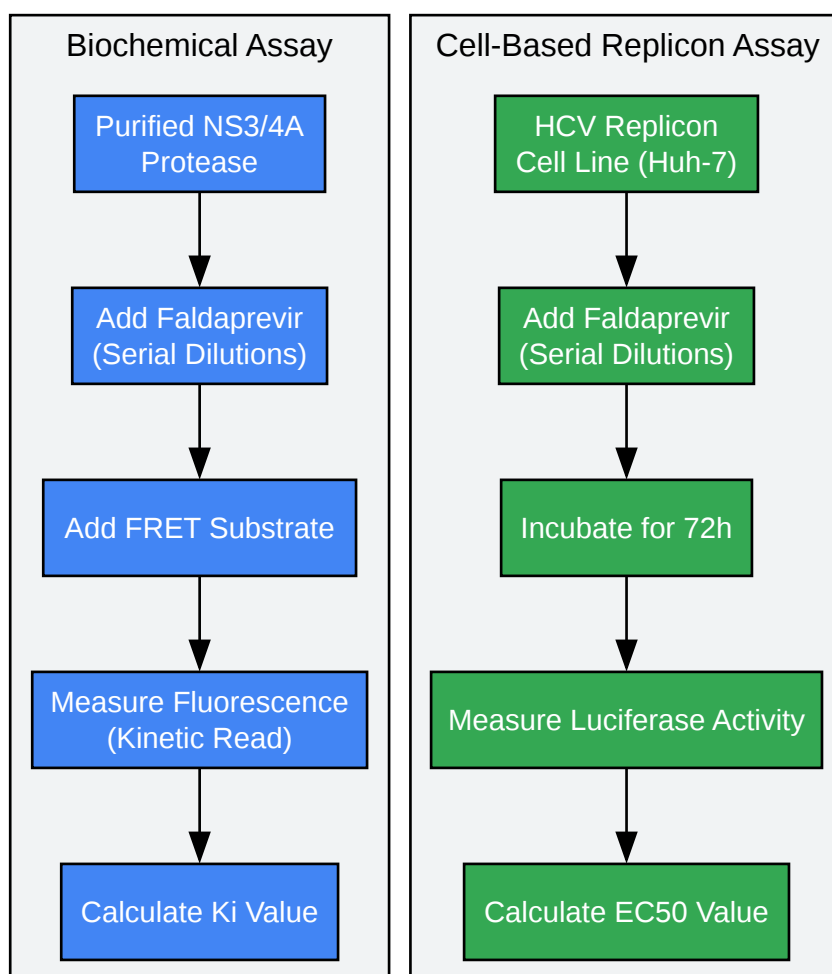 Biochemical Assay
Purified NS3/4A
Protease
Add Faldaprevir
(Serial Dilutions)
Add FRET Substrate
Measure Fluorescence
(Kinetic Read)
Calculate Ki Value
Cell-Based Replicon Assay
HCV Replicon
Cell Line (Huh-7)
Add Faldaprevir
(Serial Dilutions)
Incubate for 72h
Measure Luciferase Activity
Calculate EC50 Value